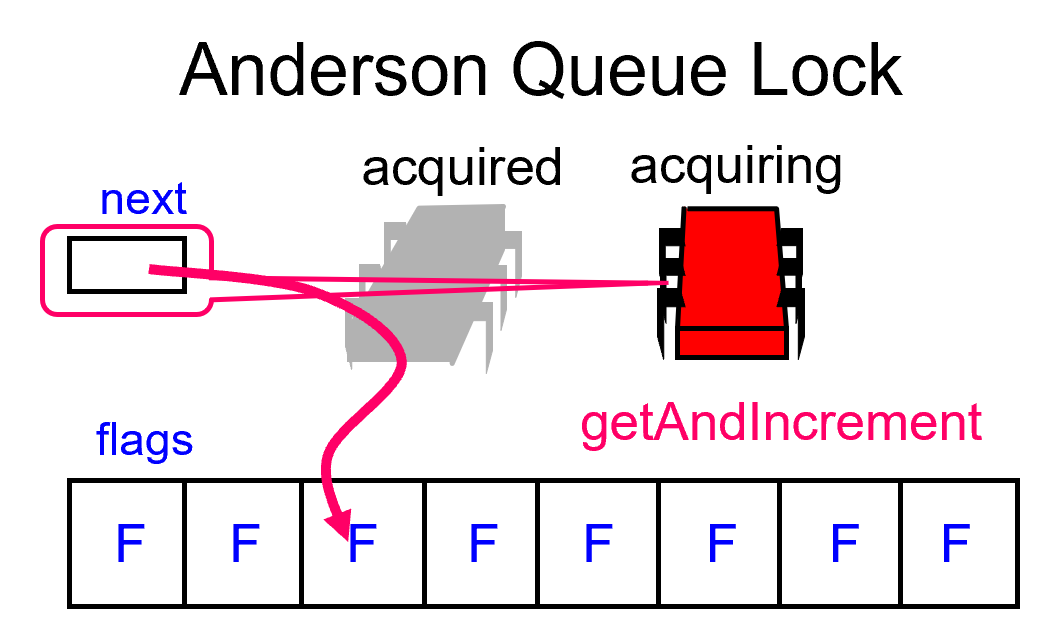 Anderson Queue Lock
acquired
acquiring
next
getAndIncrement
flags
F F F F F F F F